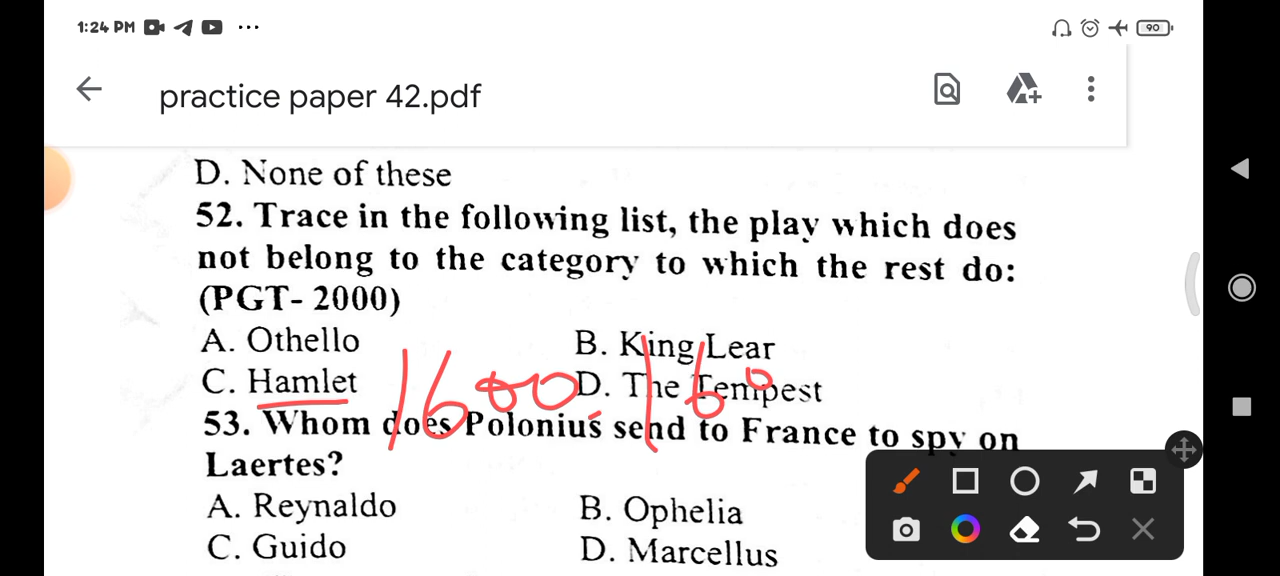 1:24 PM ...
90
practice paper 42.pdf
D. None of these
52. Trace in the following list, the play which does
not belong to the category to which the rest do:
(PGT- 2000)
A. Othello B. King Lear
C. Hamlet D. The Tempest
1600. 160
53. Whom does Polonius send to France to spy on
Laertes?
A. Reynaldo B. Ophelia
C. Guido D. Marcellus